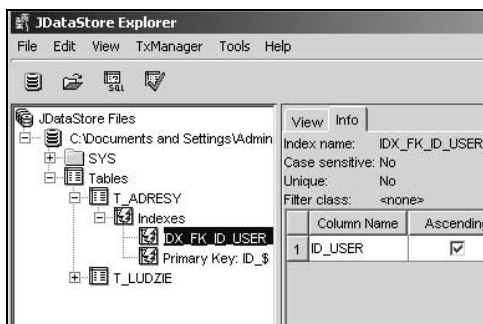 JDataStore Explorer
File Edit View TxManager Tools Help
SQL
JDataStore Files
C:\Documents and Settings\Admin
SYS
Tables
T_ADRESY
Indexes
IDX_FK_ID_USER
Primary Key: ID_$
T_LUDZIE
View Info
Index name: IDX_FK_ID_USER
Case sensitive: No
Unique: No
Filter class: <none>
Column Name Ascending
1 ID_USER